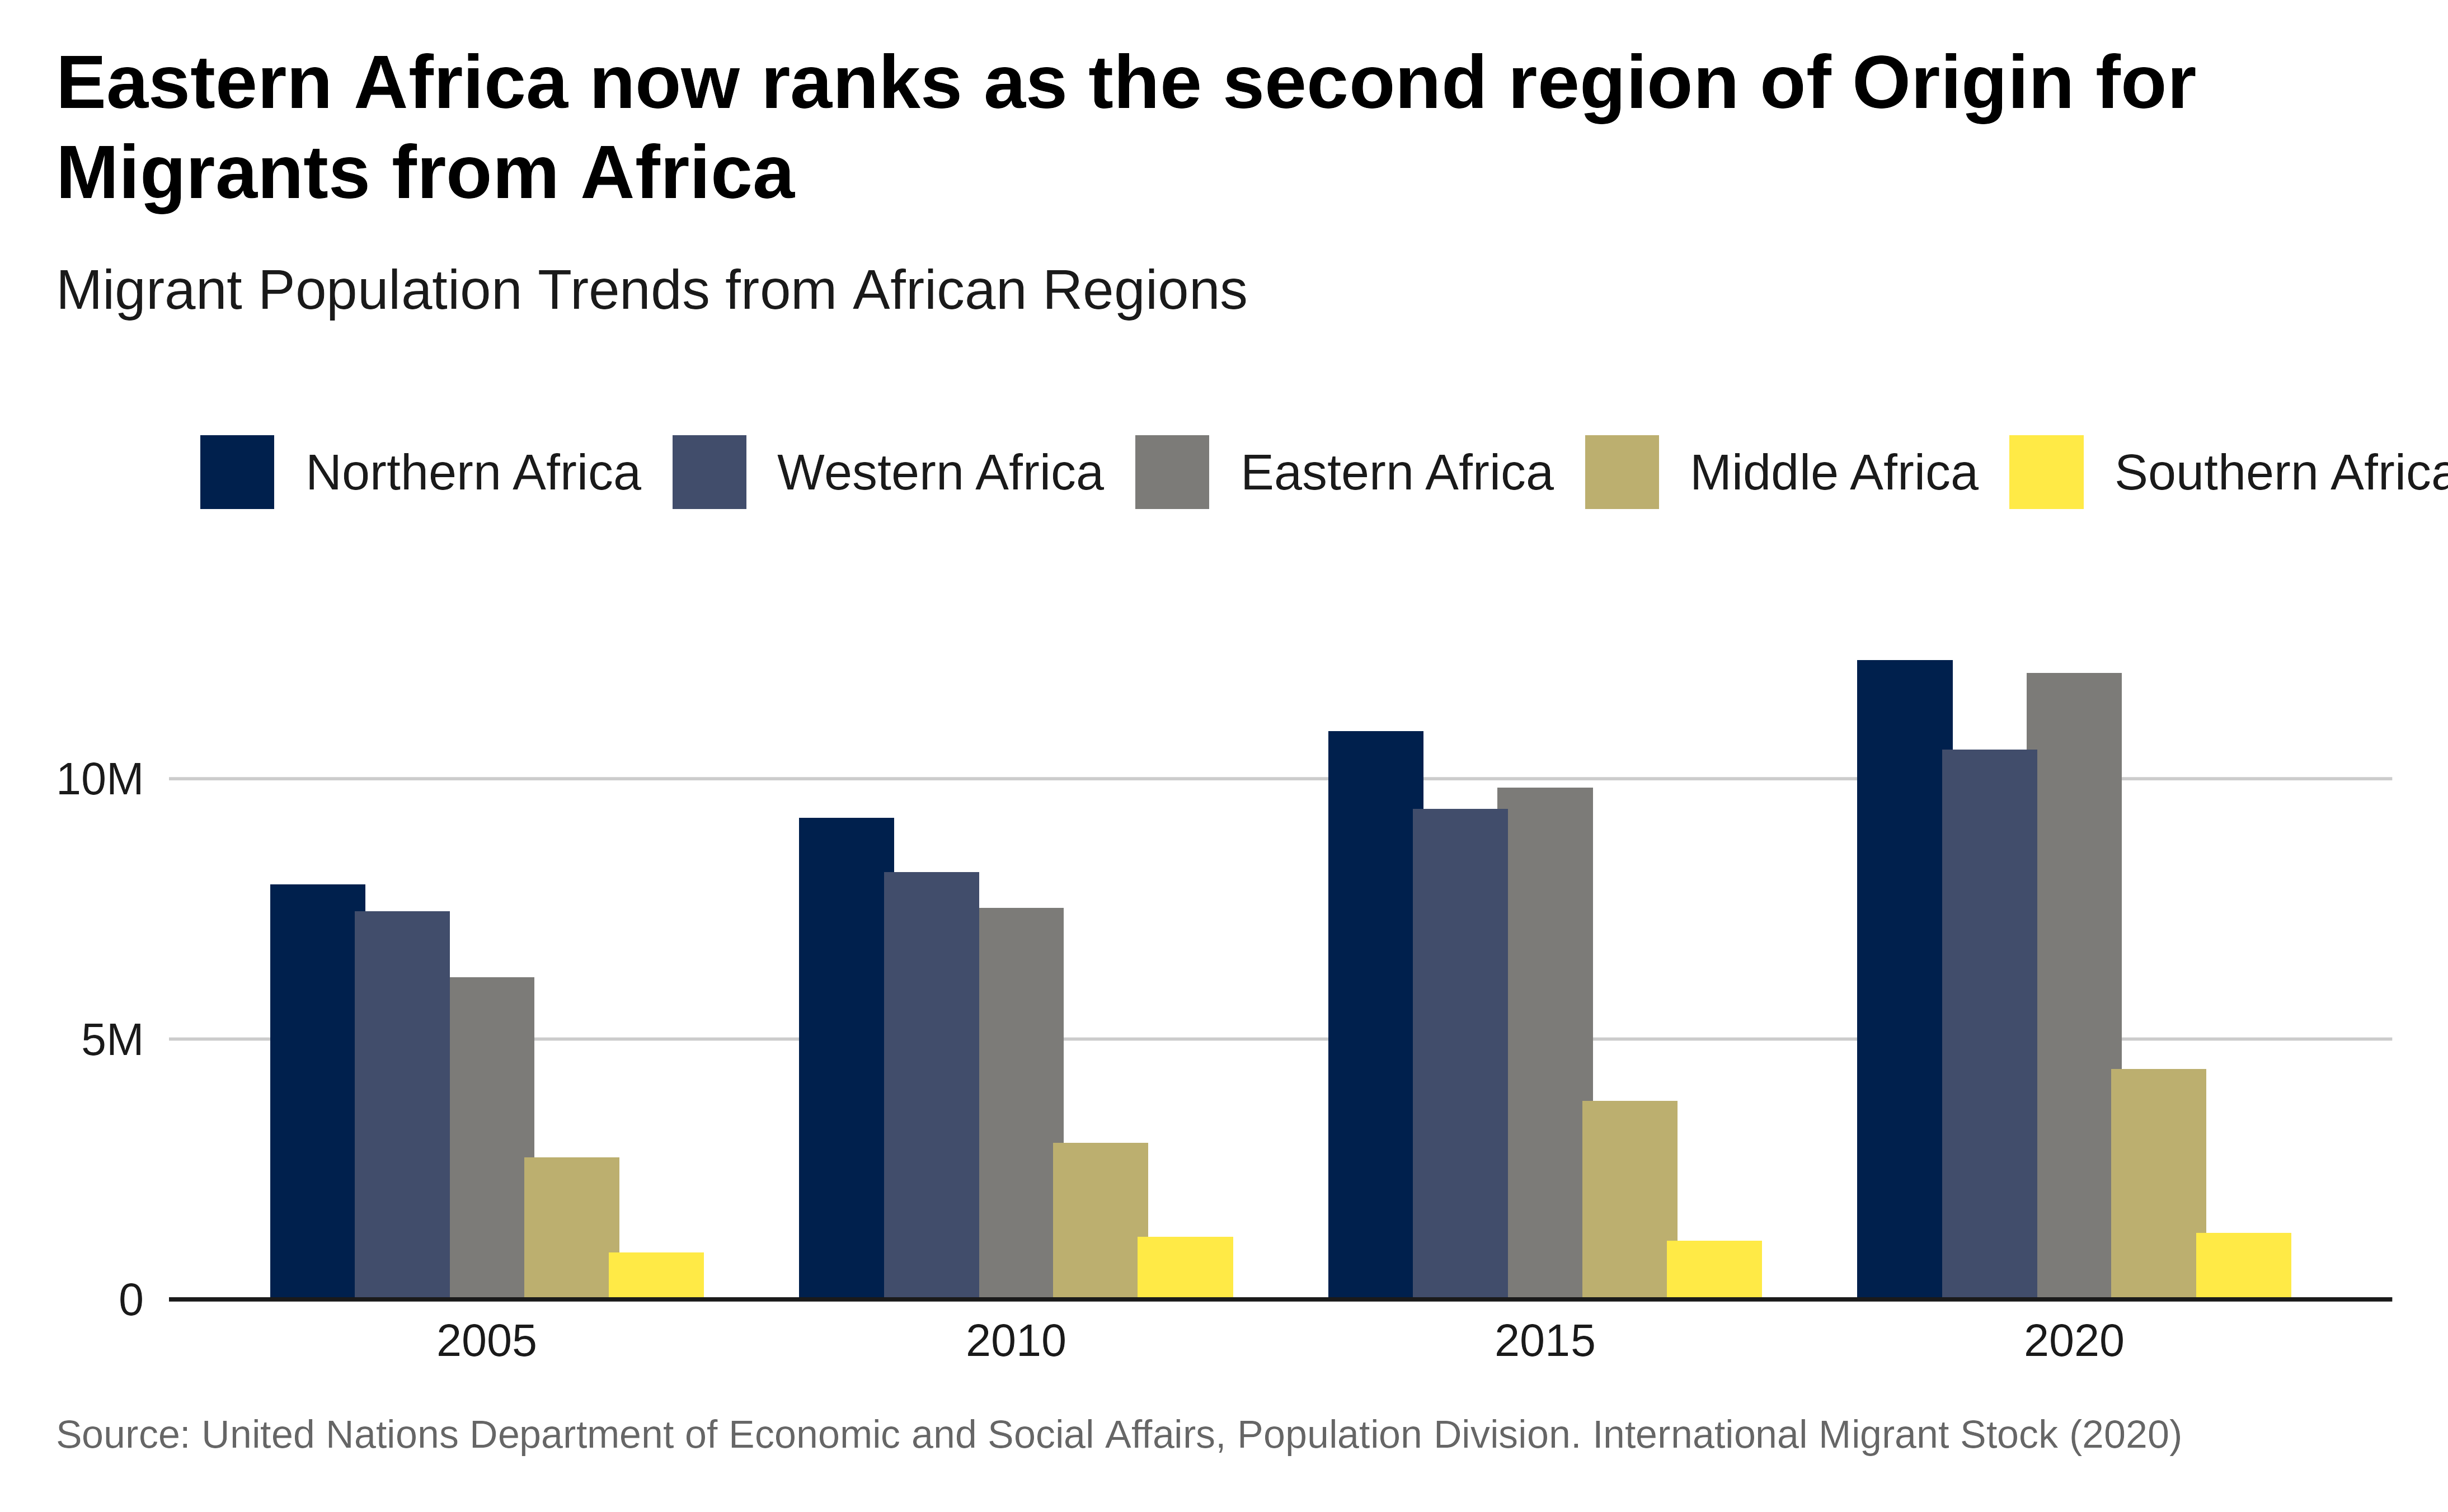 Eastern Africa now ranks as the second region of Origin for
Migrants from Africa
Migrant Population Trends from African Regions
Northern Africa Western Africa Eastern Africa Middle Africa Southern Africa
10M
5M
0
2005 2010 2015 2020
Source: United Nations Department of Economic and Social Affairs, Population Division. International Migrant Stock (2020)